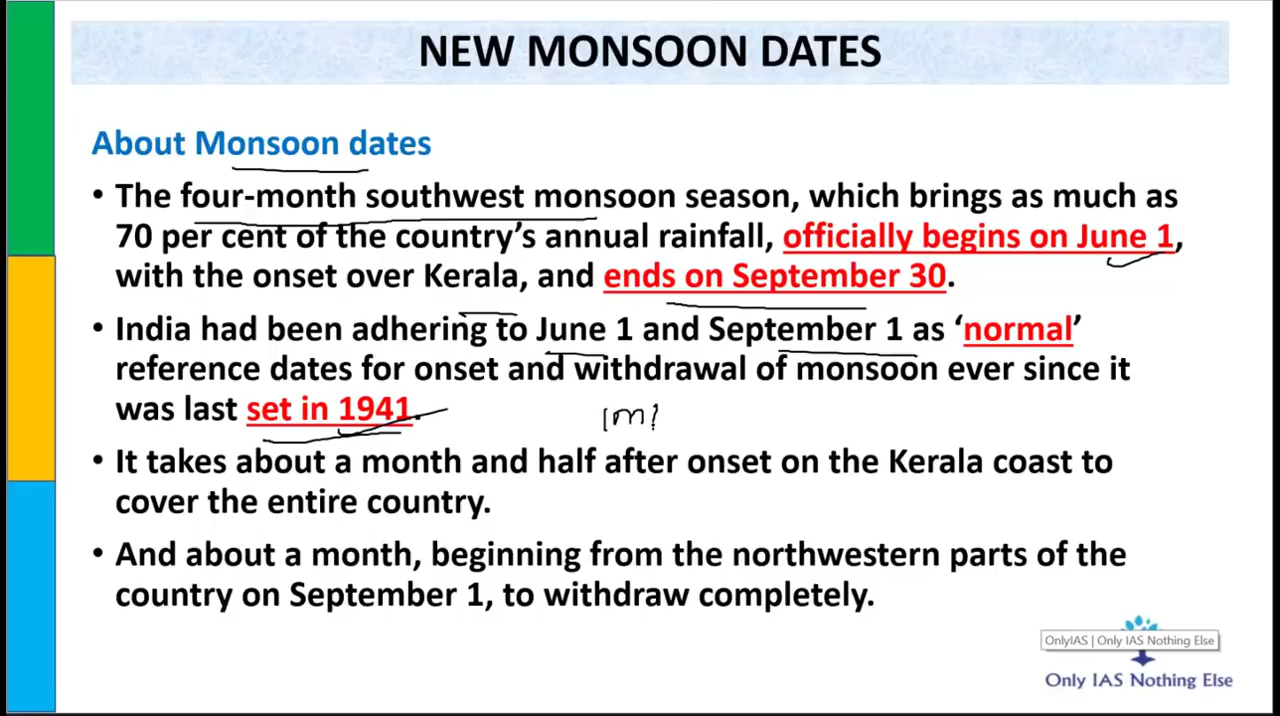 NEW MONSOON DATES
About Monsoon dates
• The four-month southwest monsoon season, which brings as much as
70 per cent of the country’s annual rainfall, officially begins on June 1,
with the onset over Kerala, and ends on September 30.
• India had been adhering to June 1 and September 1 as ‘normal’
reference dates for onset and withdrawal of monsoon ever since it
was last set in 1941.
• It takes about a month and half after onset on the Kerala coast to
cover the entire country.
• And about a month, beginning from the northwestern parts of the
country on September 1, to withdraw completely.
OnlyIAS | Only IAS Nothing Else
Only IAS Nothing Else